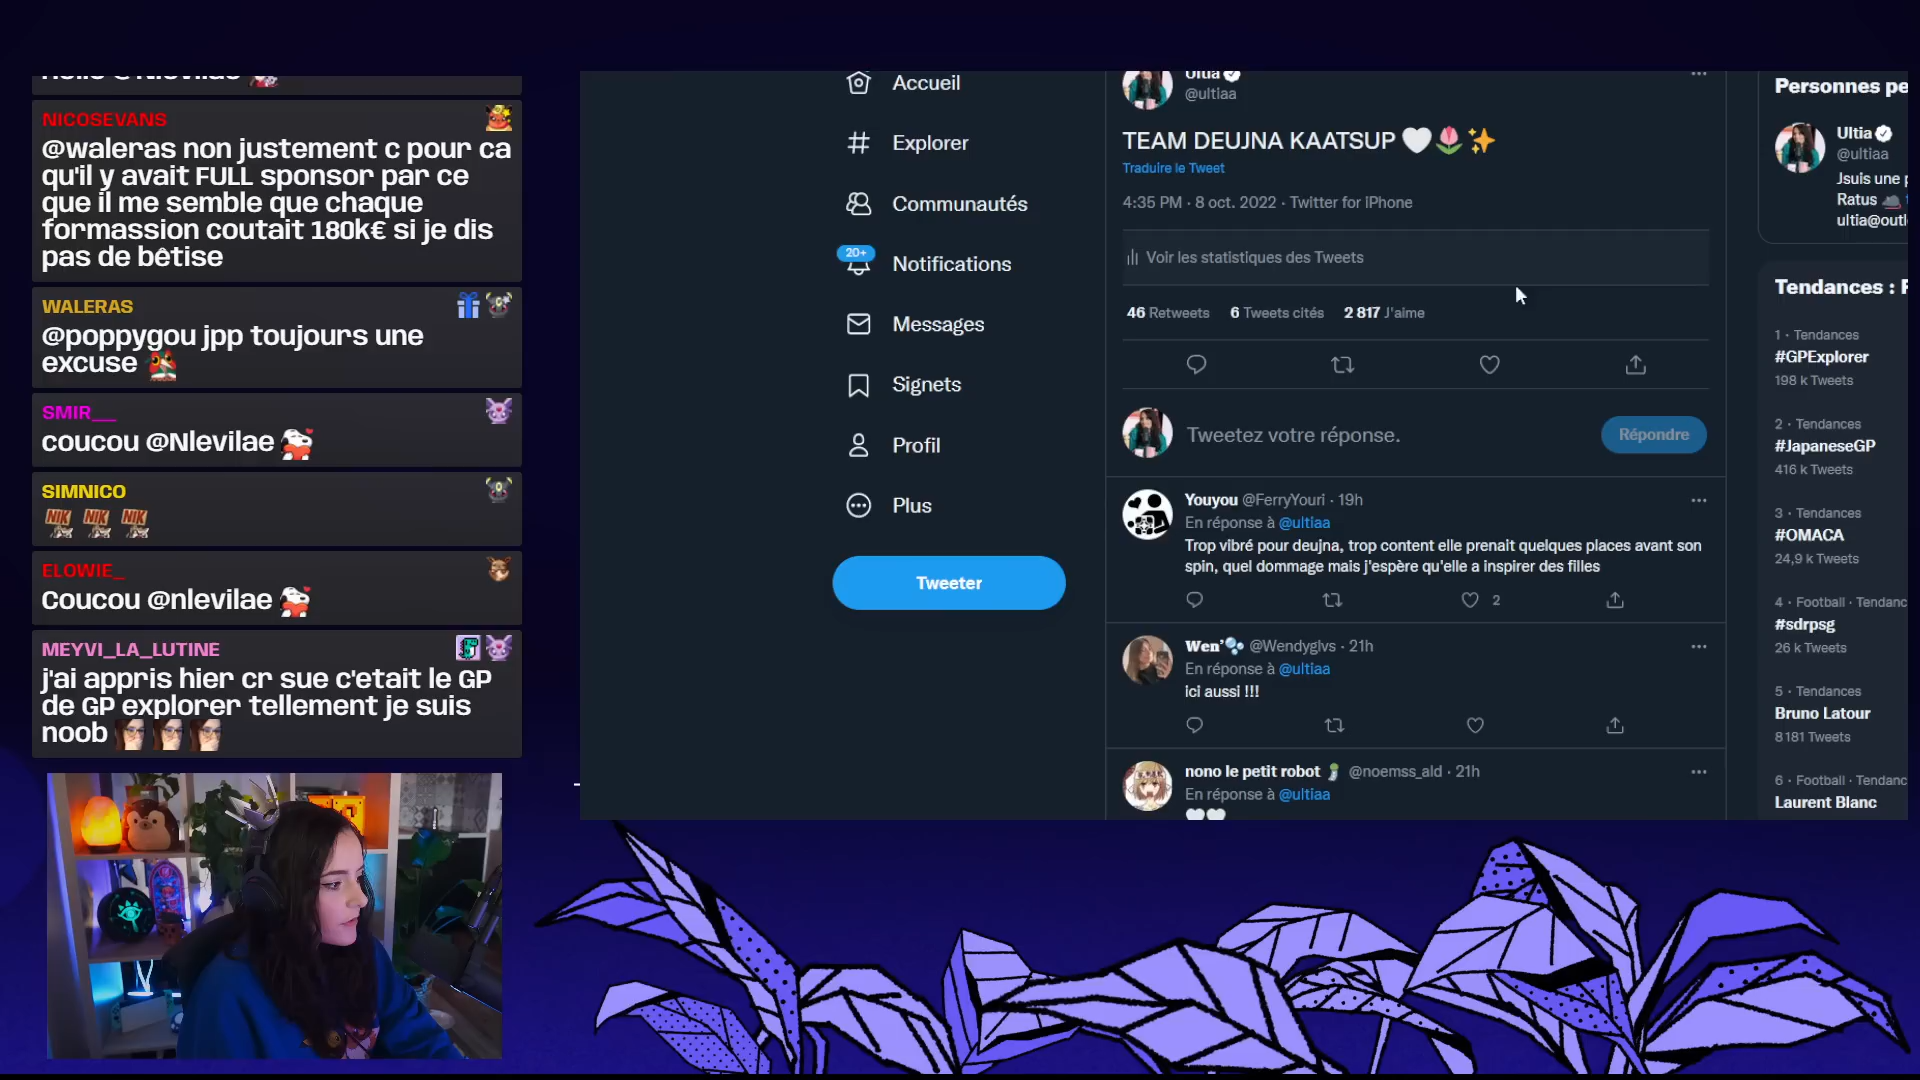 NICOSEVANS
@waleras non justement c pour ca
qu'il y avait FULL sponsor par ce
que il me semble que chaque
formassion coutait 180k€ si je dis
pas de bêtise
WALERAS
@poppygou jpp toujours une
excuse
SMIR__
coucou @Nlevilae
SIMNICO
NIK NIK NIK
ELOWIE_
Coucou @nlevilae
MEYVI_LA_LUTINE
j'ai appris hier cr sue c'etait le GP
de GP explorer tellement je suis
noob
Accueil
Explorer
Communautés
20+
Notifications
Messages
Signets
Profil
Plus
Tweeter
Ultia
@ultiaa
TEAM DEUJNA KAATSUP 🤍🌷✨
Traduire le Tweet
4:35 PM · 8 oct. 2022 · Twitter for iPhone
Voir les statistiques des Tweets
46 Retweets 6 Tweets cités 2 817 J'aime
Tweetez votre réponse.
Répondre
Youyou @FerryYouri · 19h
En réponse à @ultiaa
Trop vibré pour deujna, trop content elle prenait quelques places avant son
spin, quel dommage mais j'espère qu'elle a inspirer des filles
2
Wen'🫧 @Wendyglvs · 21h
En réponse à @ultiaa
ici aussi !!!
nono le petit robot @noemss_ald · 21h
En réponse à @ultiaa
🤍🤍
Personnes pe
Ultia
@ultiaa
Jsuis une p
Ratus
ultia@outl
Tendances :
1 · Tendances
#GPExplorer
198 k Tweets
2 · Tendances
#JapaneseGP
416 k Tweets
3 · Tendances
#OMACA
24,9 k Tweets
4 · Football · Tendanc
#sdrpsg
26 k Tweets
5 · Tendances
Bruno Latour
8 181 Tweets
6 · Football · Tendanc
Laurent Blanc